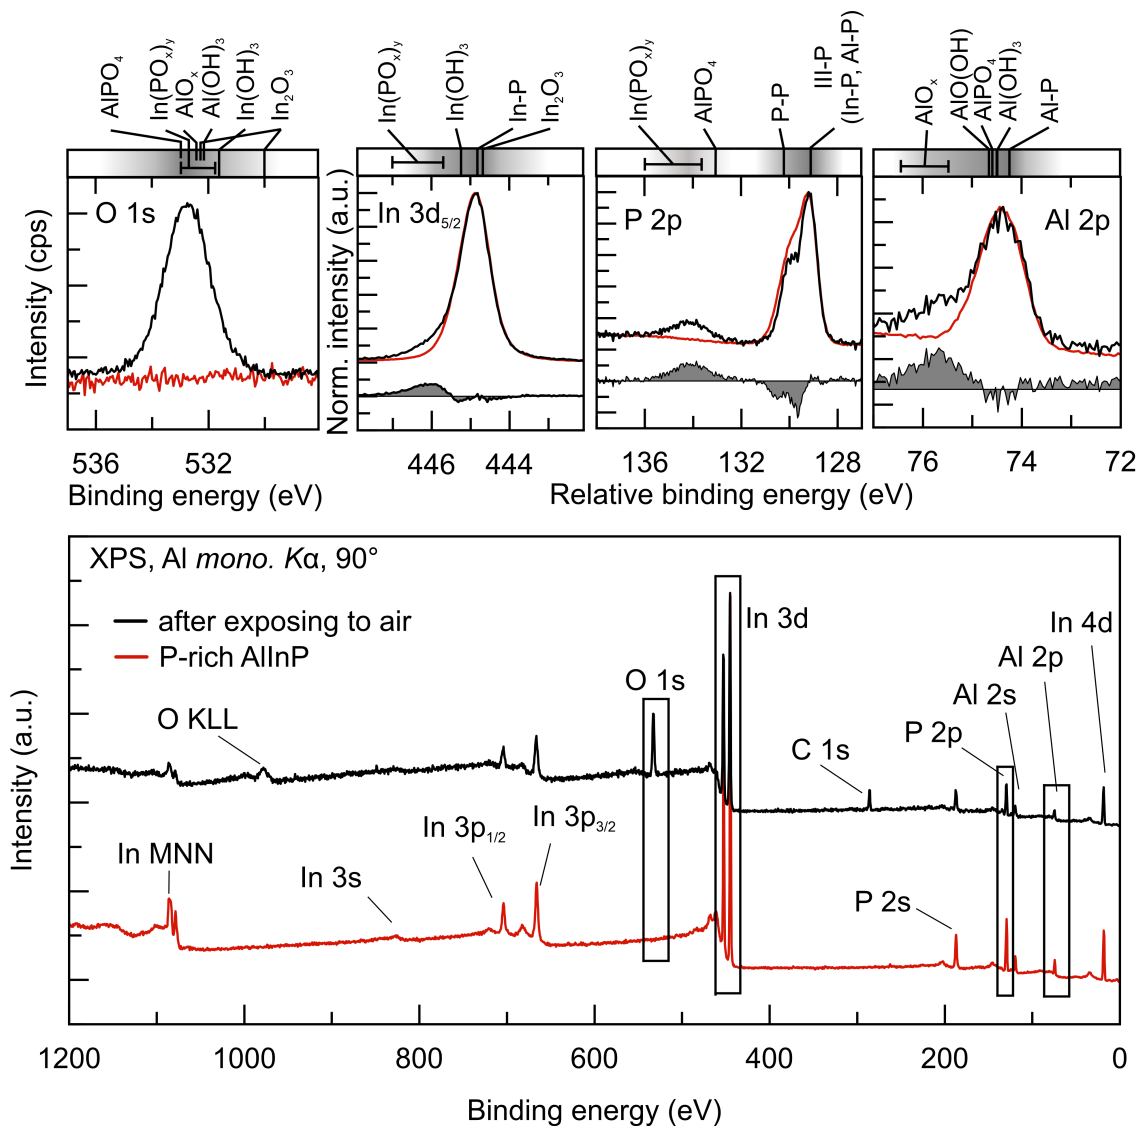 AlPO4
In(POx)y
AlOx
Al(OH)3
In(OH)3
In2O3
In(POx)y
In(OH)3
In-P
In2O3
In(POx)y
AlPO4
P-P
III-P
(In-P, Al-P)
AlOx
AlO(OH)
AlPO4
Al(OH)3
Al-P
O 1s
In 3d5/2
P 2p
Al 2p
Intensity (cps)
Norm. intensity (a.u.)
536 532
446 444
136 132 128
76 74 72
Binding energy (eV)
Relative binding energy (eV)
XPS, Al mono. Kα, 90°
after exposing to air
P-rich AlInP
O KLL
O 1s
In 3d
C 1s
P 2p
Al 2s
Al 2p
In 4d
In MNN
In 3s
In 3p1/2
In 3p3/2
P 2s
Intensity (a.u.)
1200 1000 800 600 400 200 0
Binding energy (eV)